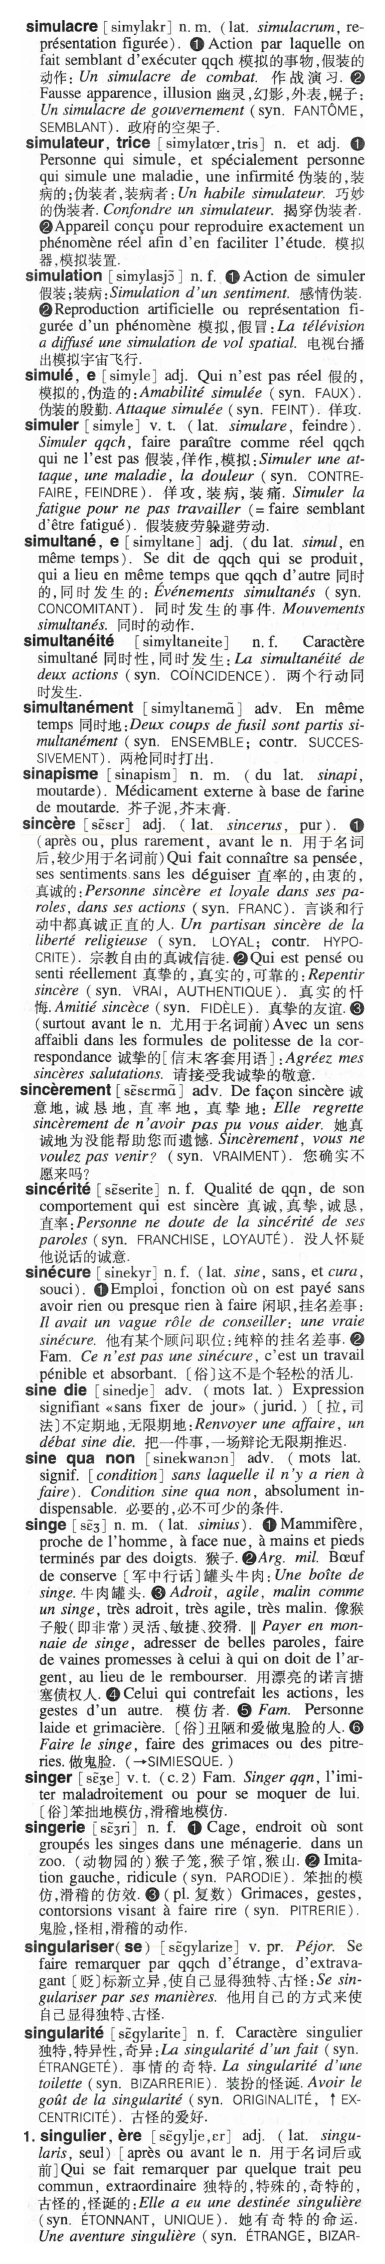 simulacre [simylakr] n. m. (lat. simulacrum, re-
présentation figurée). ❶ Action par laquelle on
fait semblant d'exécuter qqch 模拟的事物,假装的
动作: Un simulacre de combat. 作战演习. ❷
Fausse apparence, illusion 幽灵,幻影,外表,幌子:
Un simulacre de gouvernement (syn. FANTÔME,
SEMBLANT). 政府的空架子.
simulateur, trice [simylatœr,tris] n. et adj. ❶
Personne qui simule, et spécialement personne
qui simule une maladie, une infirmité 伪装的,装
病的;伪装者,装病者: Un habile simulateur. 巧妙
的伪装者. Confondre un simulateur. 揭穿伪装者.
❷Appareil conçu pour reproduire exactement un
phénomène réel afin d'en faciliter l'étude. 模拟
器,模拟装置.
simulation [simylasjɔ̃] n. f. ❶Action de simuler
假装;装病:Simulation d'un sentiment. 感情伪装.
❷Reproduction artificielle ou représentation fi-
gurée d'un phénomène 模拟,假冒:La télévision
a diffusé une simulation de vol spatial. 电视台播
出模拟宇宙飞行.
simulé, e [simyle] adj. Qui n'est pas réel 假的,
模拟的,伪造的:Amabilité simulée (syn. FAUX).
伪装的殷勤. Attaque simulée (syn. FEINT). 佯攻.
simuler [simyle] v. t. (lat. simulare, feindre).
Simuler qqch, faire paraître comme réel qqch
qui ne l'est pas 假装,佯作,模拟:Simuler une at-
taque, une maladie, la douleur (syn. CONTRE-
FAIRE, FEINDRE). 佯攻,装病,装痛. Simuler la
fatigue pour ne pas travailler (= faire semblant
d'être fatigué). 假装疲劳躲避劳动.
simultané, e [simyltane] adj. (du lat. simul, en
même temps). Se dit de qqch qui se produit,
qui a lieu en même temps que qqch d'autre 同时
的,同时发生的: Événements simultanés (syn.
CONCOMITANT). 同时发生的事件. Mouvements
simultanés. 同时的动作.
simultanéité [simyltaneite] n. f. Caractère
simultané 同时性,同时发生: La simultanéité de
deux actions (syn. COÏNCIDENCE). 两个行动同
时发生.
simultanément [simyltanemɑ̃] adv. En même
temps 同时地:Deux coups de fusil sont partis si-
multanément (syn. ENSEMBLE; contr. SUCCES-
SIVEMENT). 两枪同时打出.
sinapisme [sinapism] n. m. (du lat. sinapi,
moutarde). Médicament externe à base de farine
de moutarde. 芥子泥,芥末膏.
sincère [sɛ̃sɛr] adj. (lat. sincerus, pur). ❶
(après ou, plus rarement, avant le n. 用于名词
后,较少用于名词前)Qui fait connaître sa pensée,
ses sentiments sans les déguiser 直率的,由衷的,
真诚的:Personne sincère et loyale dans ses pa-
roles, dans ses actions (syn. FRANC). 言谈和行
动中都真诚正直的人. Un partisan sincère de la
liberté religieuse (syn. LOYAL; contr. HYPO-
CRITE). 宗教自由的真诚信徒. ❷Qui est pensé ou
senti réellement 真挚的,真实的,可靠的:Repentir
sincère (syn. VRAI, AUTHENTIQUE). 真实的忏
悔. Amitié sincèce (syn. FIDÈLE). 真挚的友谊. ❸
(surtout avant le n. 尤用于名词前)Avec un sens
affaibli dans les formules de politesse de la cor-
respondance 诚挚的[信末客套用语]:Agréez mes
sincères salutations. 请接受我诚挚的敬意.
sincèrement [sɛ̃sɛrmɑ̃] adv. De façon sincère 诚
意地, 诚恳地, 直率地, 真挚地: Elle regrette
sincèrement de n'avoir pas pu vous aider. 她真
诚地为没能帮助您而遗憾. Sincèrement, vous ne
voulez pas venir? (syn. VRAIMENT). 您确实不
愿来吗?
sincérité [sɛ̃serite] n. f. Qualité de qqn, de son
comportement qui est sincère 真诚,真挚,诚恳,
直率:Personne ne doute de la sincérité de ses
paroles (syn. FRANCHISE, LOYAUTÉ). 没人怀疑
他说话的诚意.
sinécure [sinekyr] n. f. (lat. sine, sans, et cura,
souci). ❶Emploi, fonction où on est payé sans
avoir rien ou presque rien à faire 闲职,挂名差事:
Il avait un vague rôle de conseiller; une vraie
sinécure. 他有某个顾问职位:纯粹的挂名差事. ❷
Fam. Ce n'est pas une sinécure, c'est un travail
pénible et absorbant. 〔俗〕这不是个轻松的活儿.
sine die [sinedje] adv. (mots lat.) Expression
signifiant «sans fixer de jour» (jurid.) 〔拉,司
法〕不定期地,无限期地:Renvoyer une affaire, un
débat sine die. 把一件事,一场辩论无限期推迟.
sine qua non [sinekwanɔn] adv. (mots lat.
signif. [condition] sans laquelle il n'y a rien à
faire). Condition sine qua non, absolument in-
dispensable. 必要的,必不可少的条件.
singe [sɛ̃ʒ] n. m. (lat. simius). ❶ Mammifère,
proche de l'homme, à face nue, à mains et pieds
terminés par des doigts. 猴子. ❷Arg. mil. Bœuf
de conserve 〔军中行话〕罐头牛肉: Une boîte de
singe. 牛肉罐头. ❸ Adroit, agile, malin comme
un singe, très adroit, très agile, très malin. 像猴
子般(即非常)灵活、敏捷、狡猾. ‖ Payer en mon-
naie de singe, adresser de belles paroles, faire
de vaines promesses à celui à qui on doit de l'ar-
gent, au lieu de le rembourser. 用漂亮的诺言搪
塞债权人. ❹ Celui qui contrefait les actions, les
gestes d'un autre. 模仿者. ❺ Fam. Personne
laide et grimacière. 〔俗〕丑陋和爱做鬼脸的人. ❻
Faire le singe, faire des grimaces ou des pitre-
ries. 做鬼脸. (→SIMIESQUE.)
singer [sɛ̃ʒe] v. t. (c. 2) Fam. Singer qqn, l'imi-
ter maladroitement ou pour se moquer de lui.
〔俗〕笨拙地模仿,滑稽地模仿.
singerie [sɛ̃ʒri] n. f. ❶ Cage, endroit où sont
groupés les singes dans une ménagerie. dans un
zoo. (动物园的) 猴子笼,猴子馆,猴山. ❷ Imita-
tion gauche, ridicule (syn. PARODIE). 笨拙的模
仿,滑稽的仿效. ❸ (pl. 复数) Grimaces, gestes,
contorsions visant à faire rire (syn. PITRERIE).
鬼脸,怪相,滑稽的动作.
singulariser(se) [sɛ̃gylarize] v. pr. Péjor. Se
faire remarquer par qqch d'étrange, d'extrava-
gant [贬]标新立异,使自己显得独特、古怪:Se sin-
gulariser par ses manières. 他用自己的方式来使
自己显得独特、古怪.
singularité [sɛ̃gylarite] n. f. Caractère singulier
独特,特异性,奇异:La singularité d'un fait (syn.
ÉTRANGETÉ). 事情的奇特. La singularité d'une
toilette (syn. BIZARRERIE). 装扮的怪诞. Avoir le
goût de la singularité (syn. ORIGINALITÉ, ↑ EX-
CENTRICITÉ). 古怪的爱好.
1. singulier, ère [sɛ̃gylje,ɛr] adj. (lat. singu-
laris, seul) [après ou avant le n. 用于名词后或
前]Qui se fait remarquer par quelque trait peu
commun, extraordinaire 独特的,特殊的,奇特的,
古怪的,怪诞的:Elle a eu une destinée singulière
(syn. ÉTONNANT, UNIQUE). 她有奇特的命运.
Une aventure singulière (syn. ÉTRANGE, BIZAR-